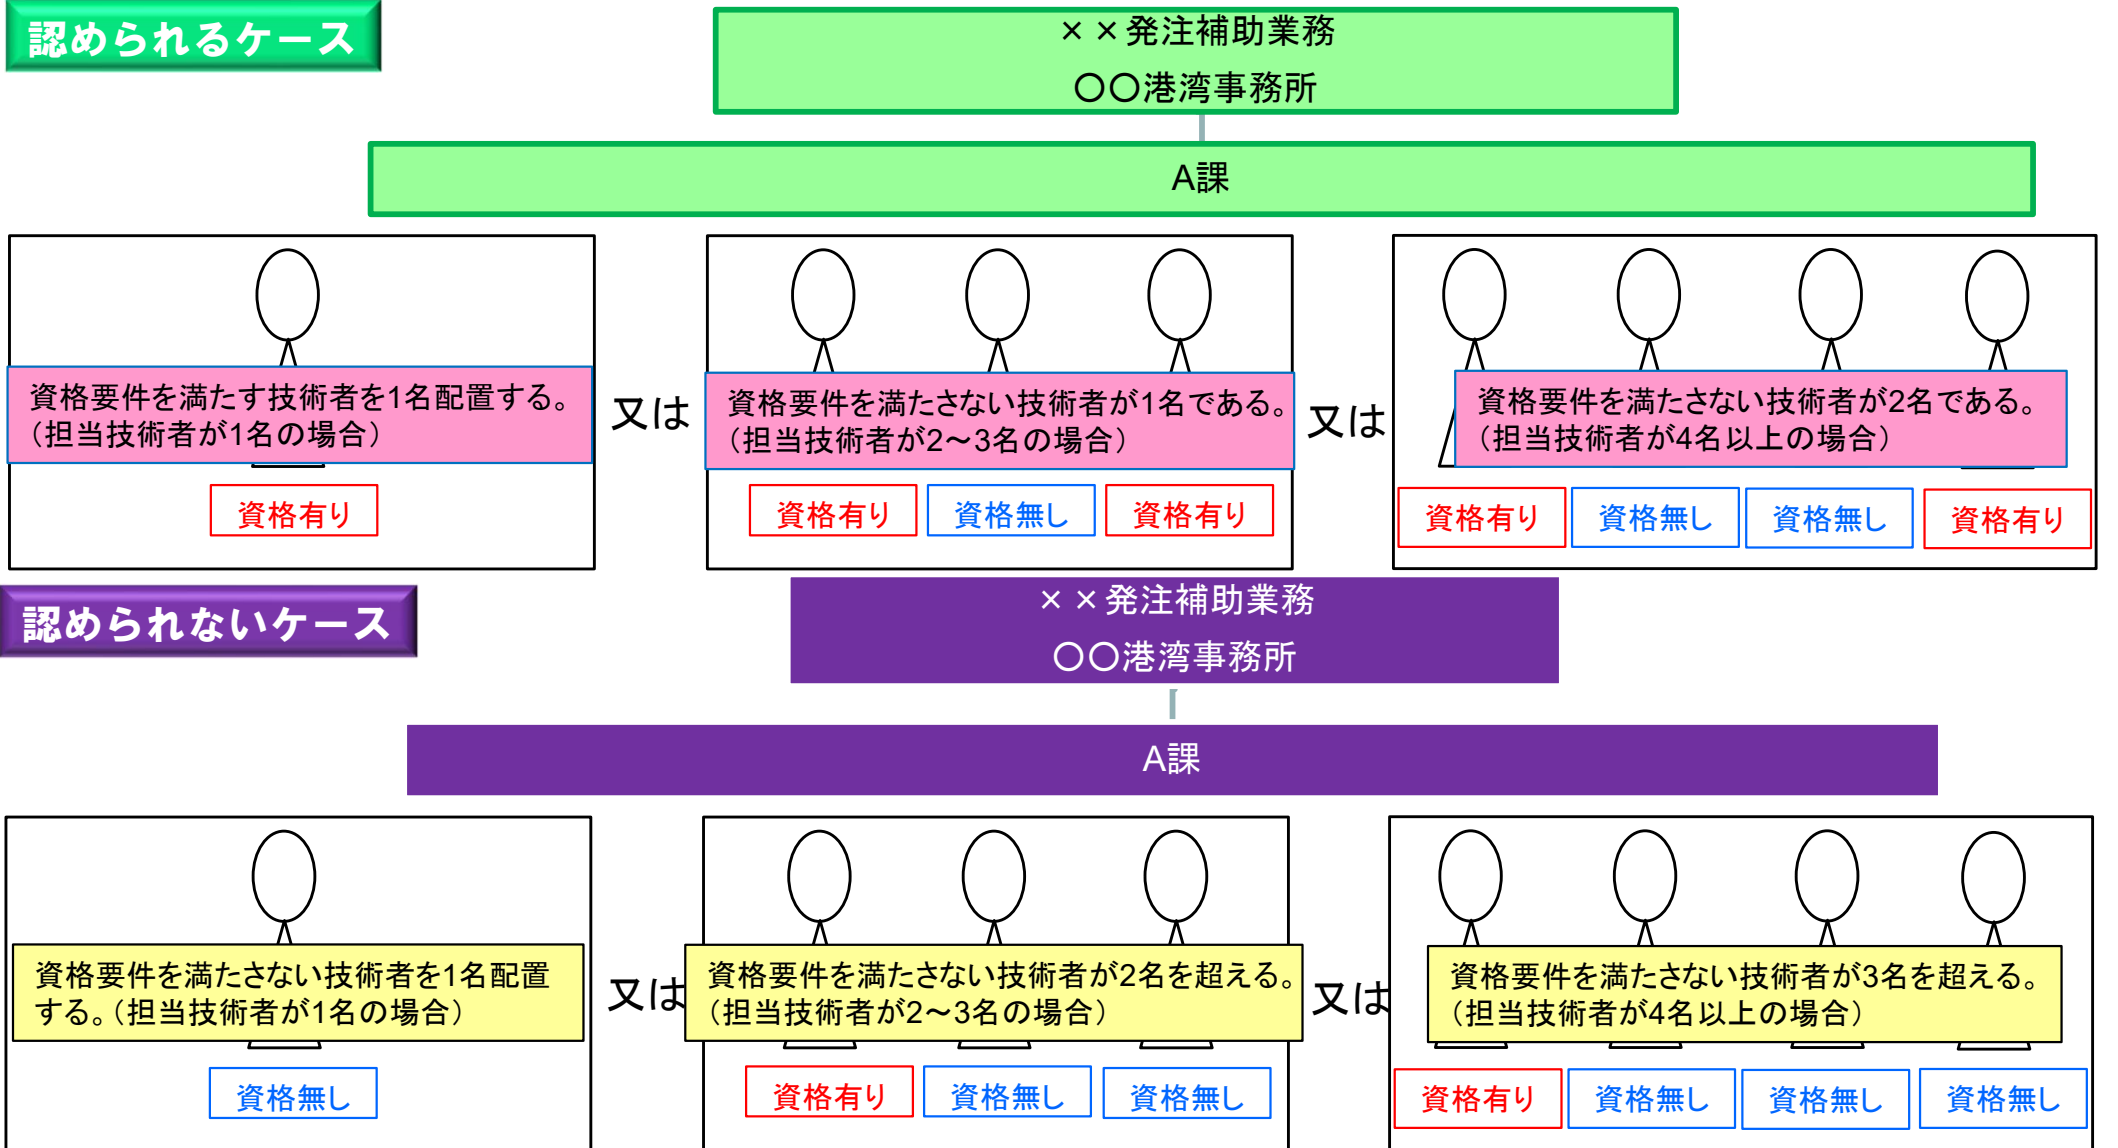 認められるケース
××発注補助業務
〇〇港湾事務所
A課
資格要件を満たす技術者を1名配置する。
（担当技術者が1名の場合）
資格有り
又は
資格要件を満たさない技術者が1名である。
（担当技術者が2～3名の場合）
資格有り 資格無し 資格有り
又は
資格要件を満たさない技術者が2名である。
（担当技術者が4名以上の場合）
資格有り 資格無し 資格無し 資格有り
認められないケース
××発注補助業務
〇〇港湾事務所
A課
資格要件を満たさない技術者を1名配置
する。（担当技術者が1名の場合）
資格無し
又は
資格要件を満たさない技術者が2名を超える。
（担当技術者が2～3名の場合）
資格有り 資格無し 資格無し
又は
資格要件を満たさない技術者が3名を超える。
（担当技術者が4名以上の場合）
資格有り 資格無し 資格無し 資格無し